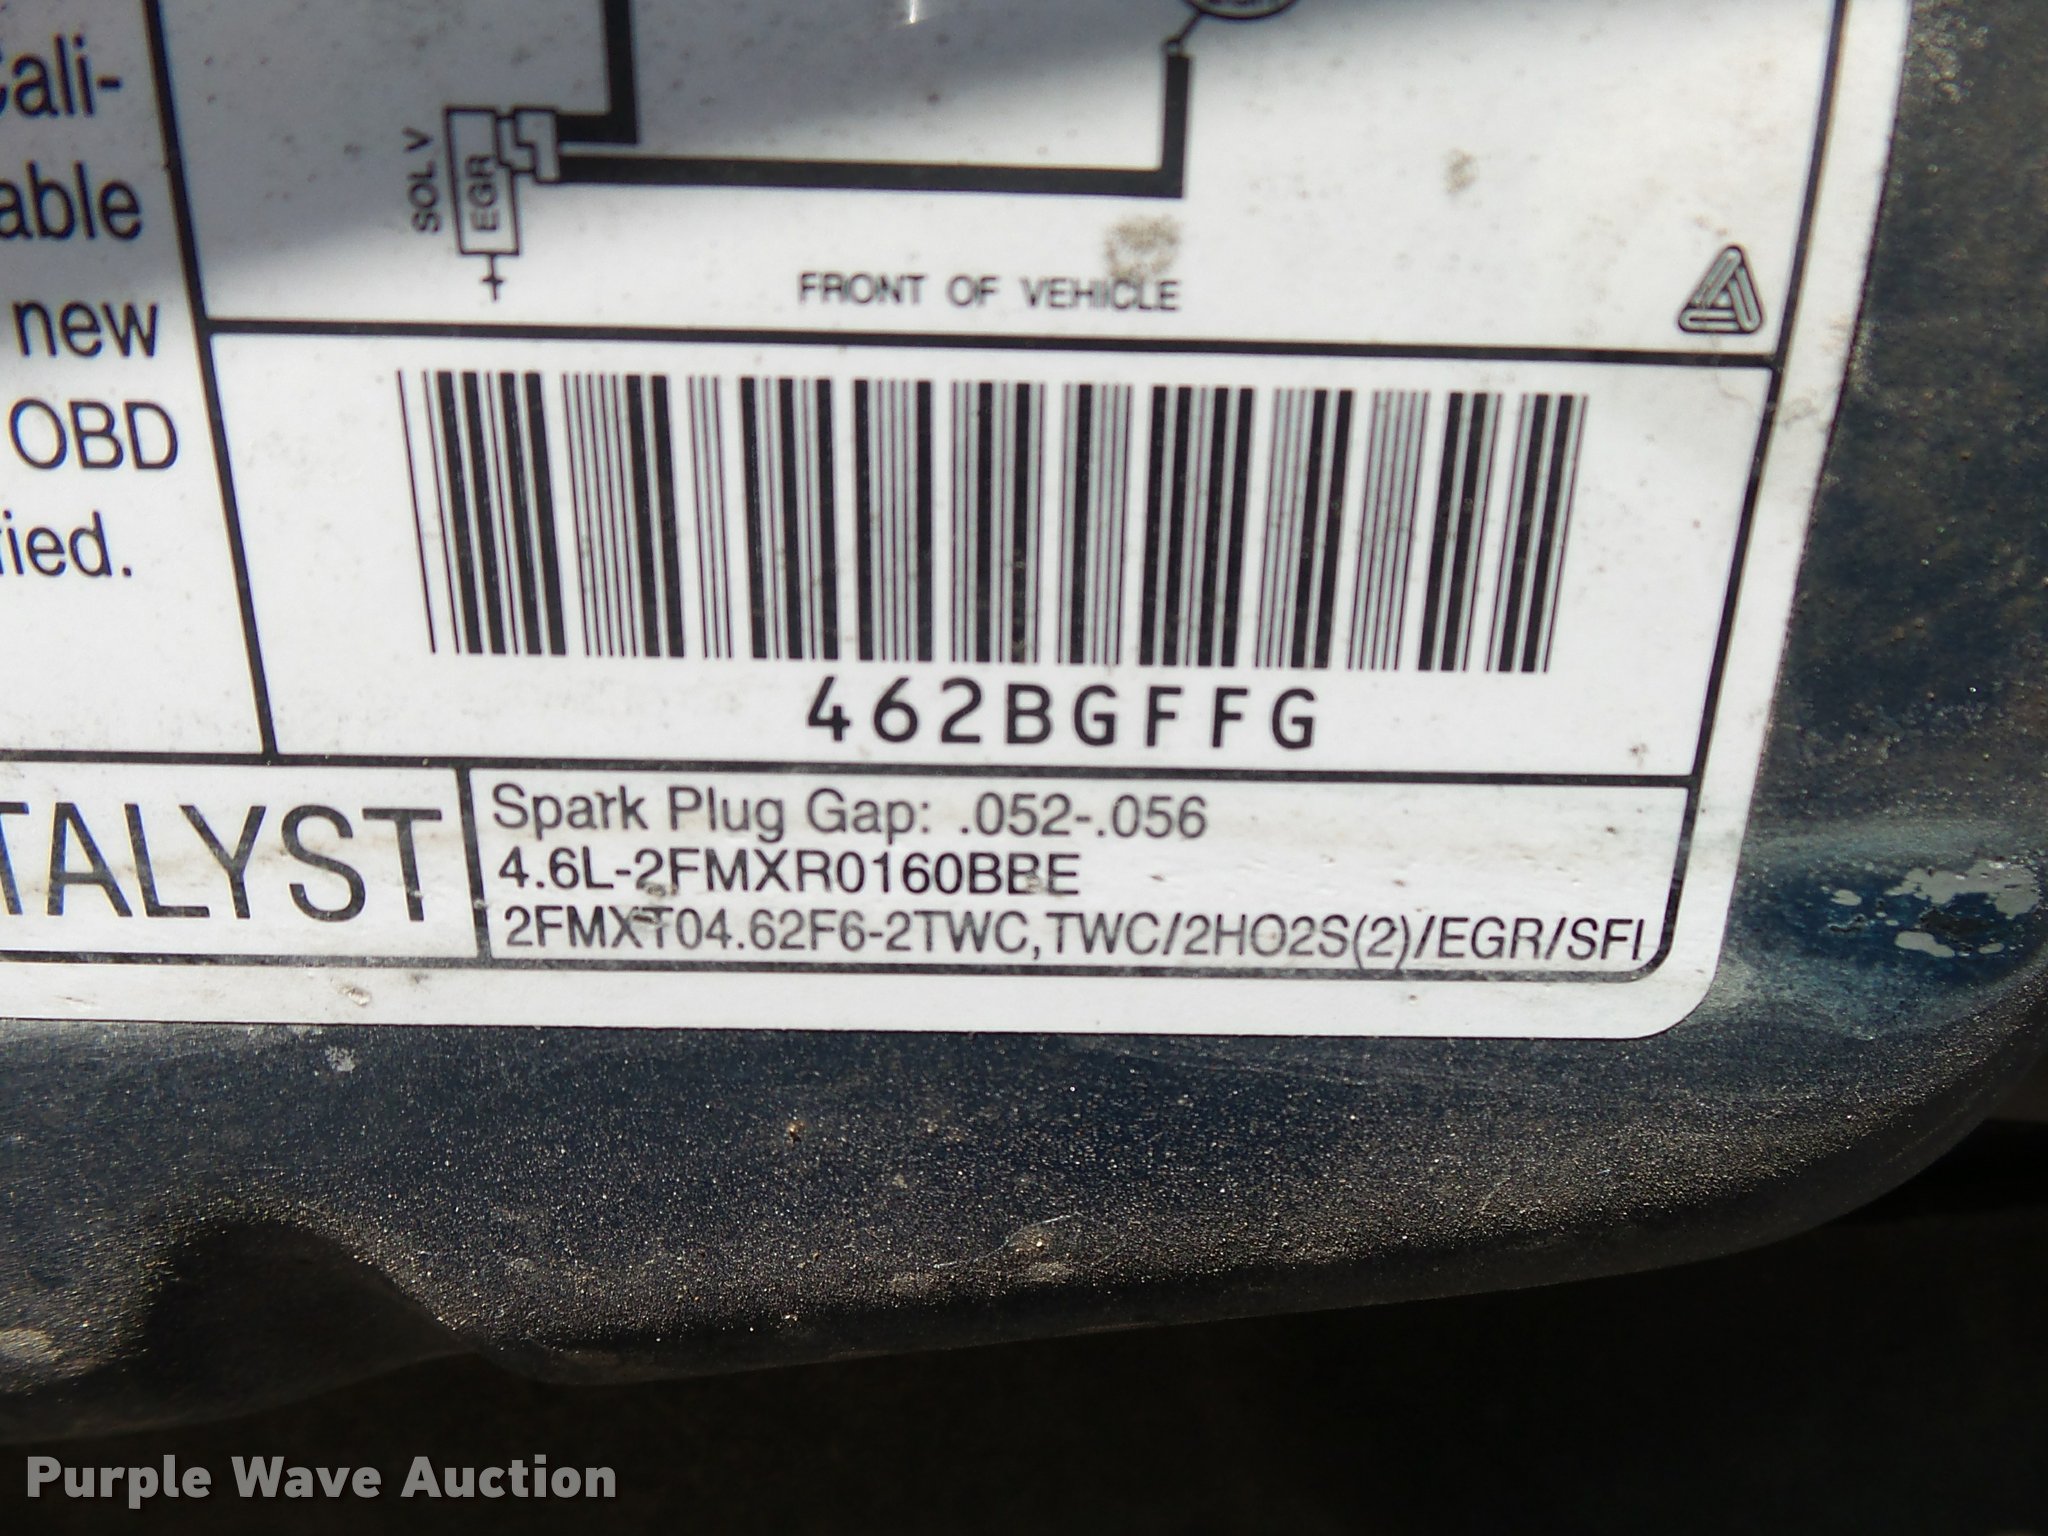 Cali-
able
new
OBD
fied.
SOL V
EGR
FRONT OF VEHICLE
462BGFFG
TALYST
Spark Plug Gap: .052-.056
4.6L-2FMXR0160BBE
2FMXT04.62F6-2TWC,TWC/2HO2S(2)/EGR/SFI
Purple Wave Auction